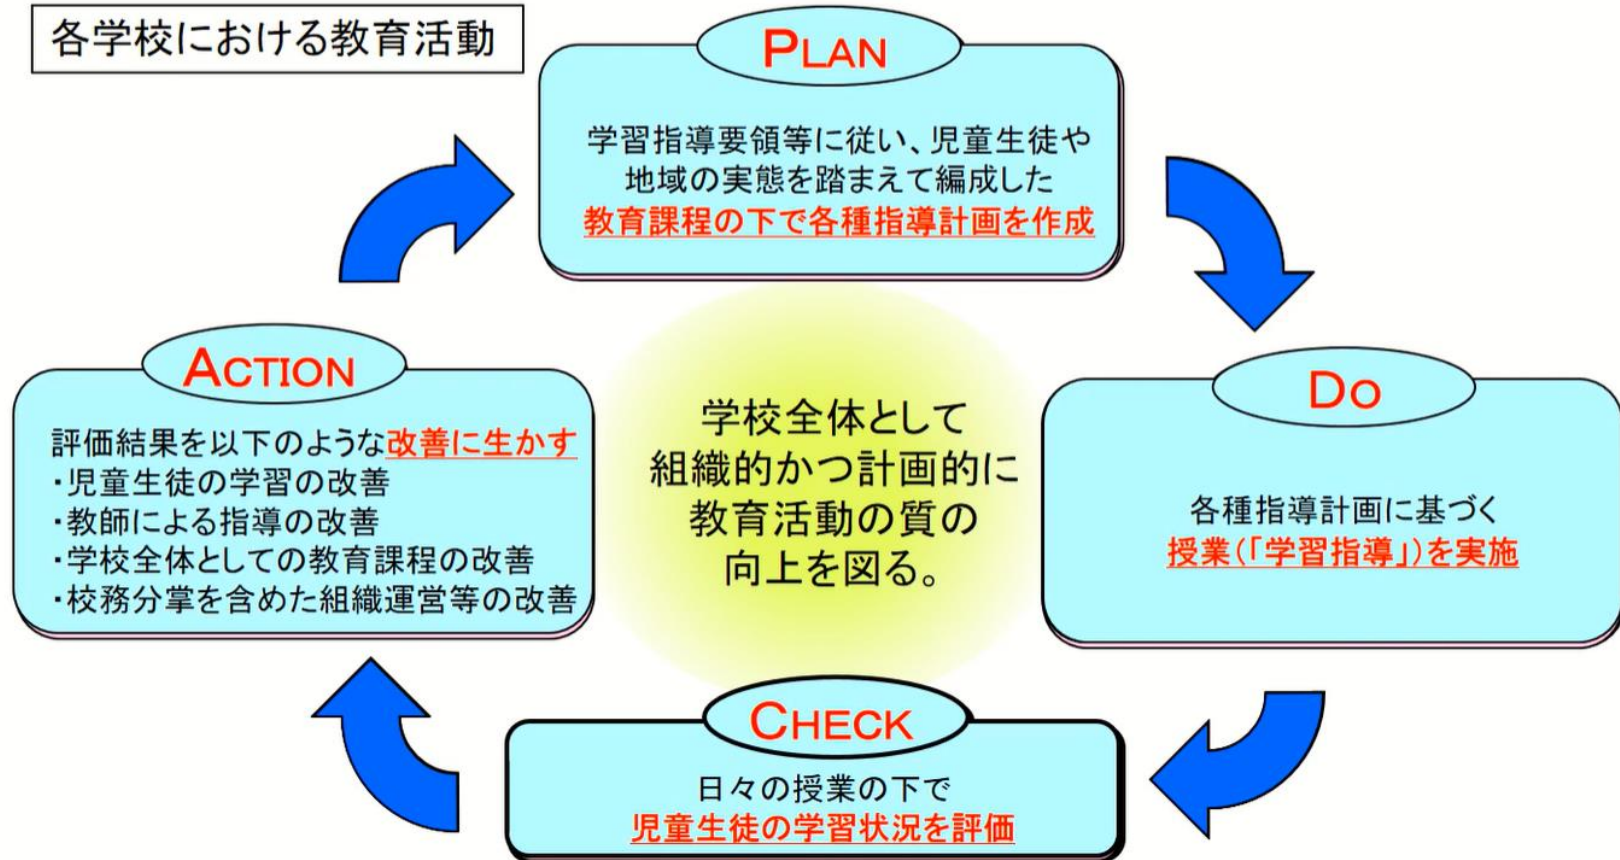 各学校における教育活動
PLAN
学習指導要領等に従い、児童生徒や
地域の実態を踏まえて編成した
教育課程の下で各種指導計画を作成
DO
各種指導計画に基づく
授業(「学習指導」)を実施
CHECK
日々の授業の下で
児童生徒の学習状況を評価
ACTION
評価結果を以下のような改善に生かす
・児童生徒の学習の改善
・教師による指導の改善
・学校全体としての教育課程の改善
・校務分掌を含めた組織運営等の改善
学校全体として
組織的かつ計画的に
教育活動の質の
向上を図る。